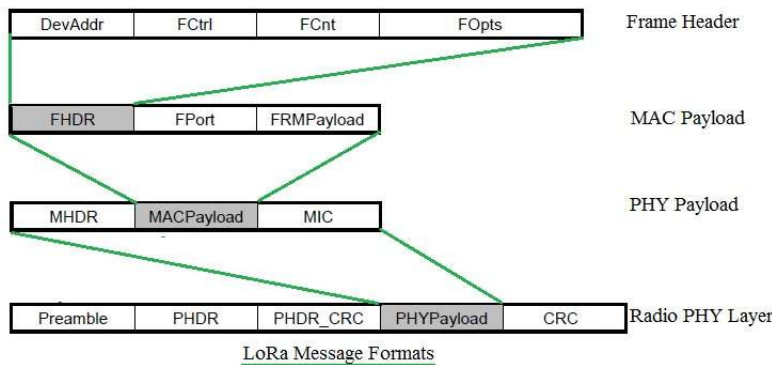 DevAddr FCtrl FCnt FOpts Frame Header
FHDR FPort FRMPayload MAC Payload
MHDR MACPayload MIC PHY Payload
Preamble PHDR PHDR_CRC PHYPayload CRC Radio PHY Layer
LoRa Message Formats